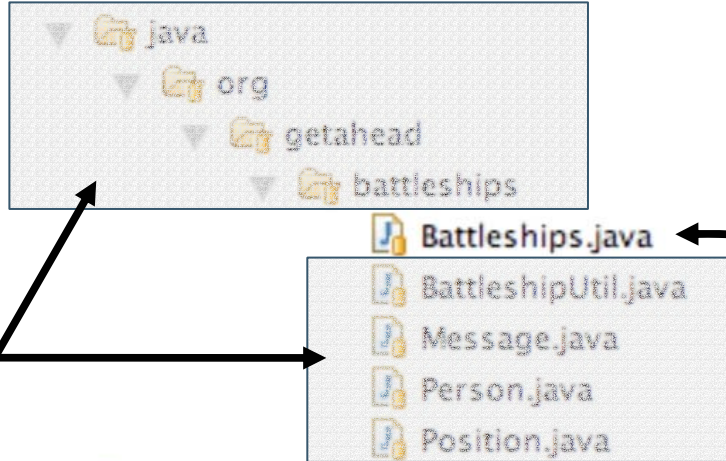 java
org
getahead
battleships
Battleships.java
BattleshipUtil.java
Message.java
Person.java
Position.java